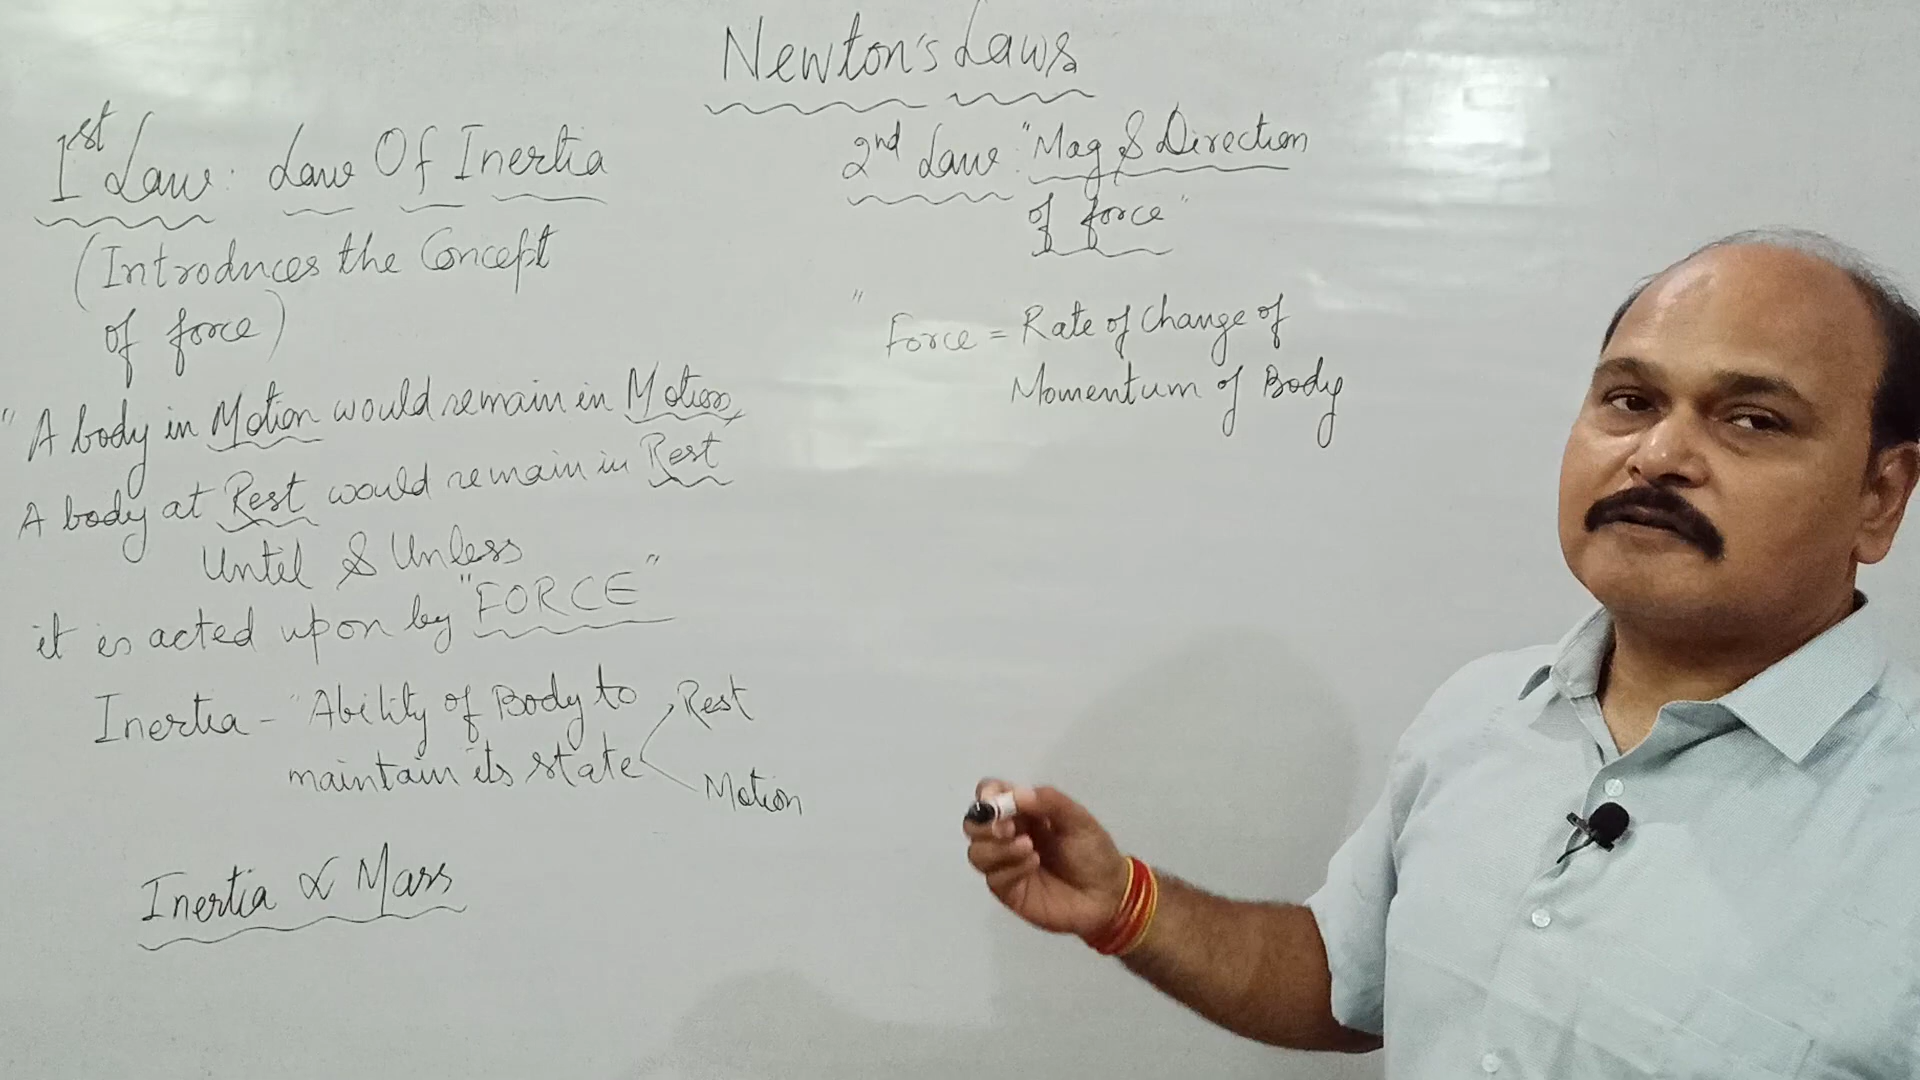 Newton's Laws
1st Law: Law Of Inertia
(Introduces the Concept
of force)
"A body in Motion would remain in Motion,
A body at Rest would remain in Rest
Until & Unless
it is acted upon by "FORCE"
Inertia - "Ability of Body to
maintain its state
Rest
Motion
Inertia ∝ Mass
2nd Law: "Mag & Direction
of force"
"Force = Rate of Change of
Momentum of Body